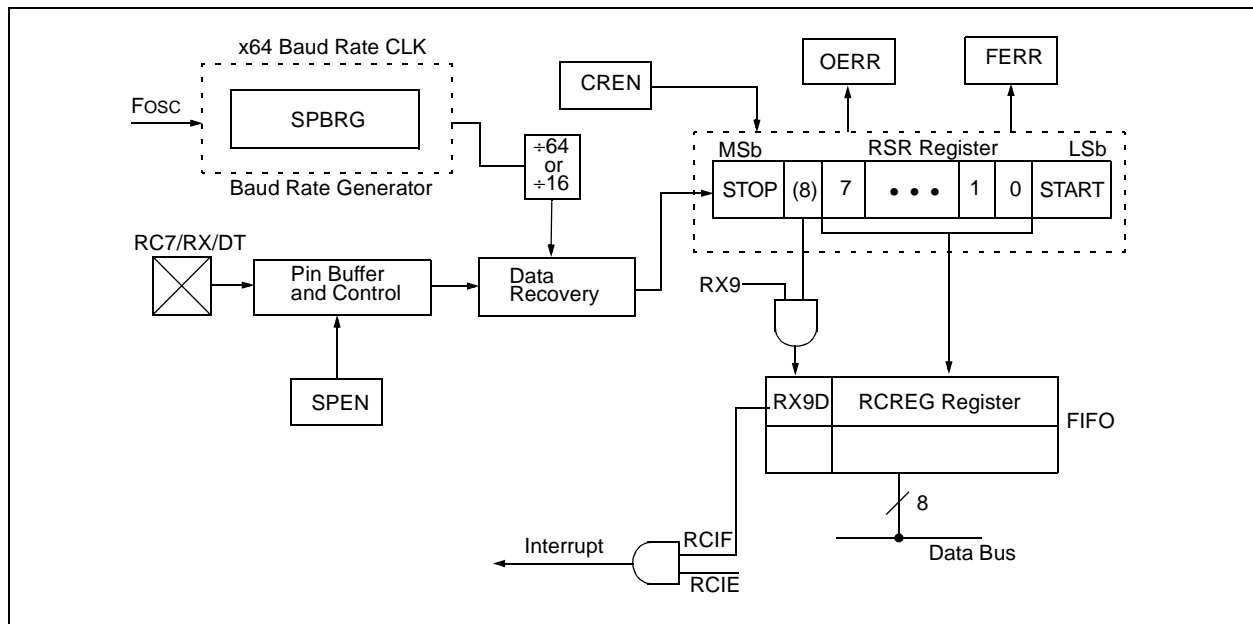 x64 Baud Rate CLK
FOSC
SPBRG
Baud Rate Generator
÷64
or
÷16
CREN
OERR
FERR
MSb
RSR Register
LSb
STOP
(8)
7
• • •
1
0
START
RC7/RX/DT
Pin Buffer
and Control
Data
Recovery
SPEN
RX9
RX9D
RCREG Register
FIFO
8
Data Bus
Interrupt
RCIF
RCIE